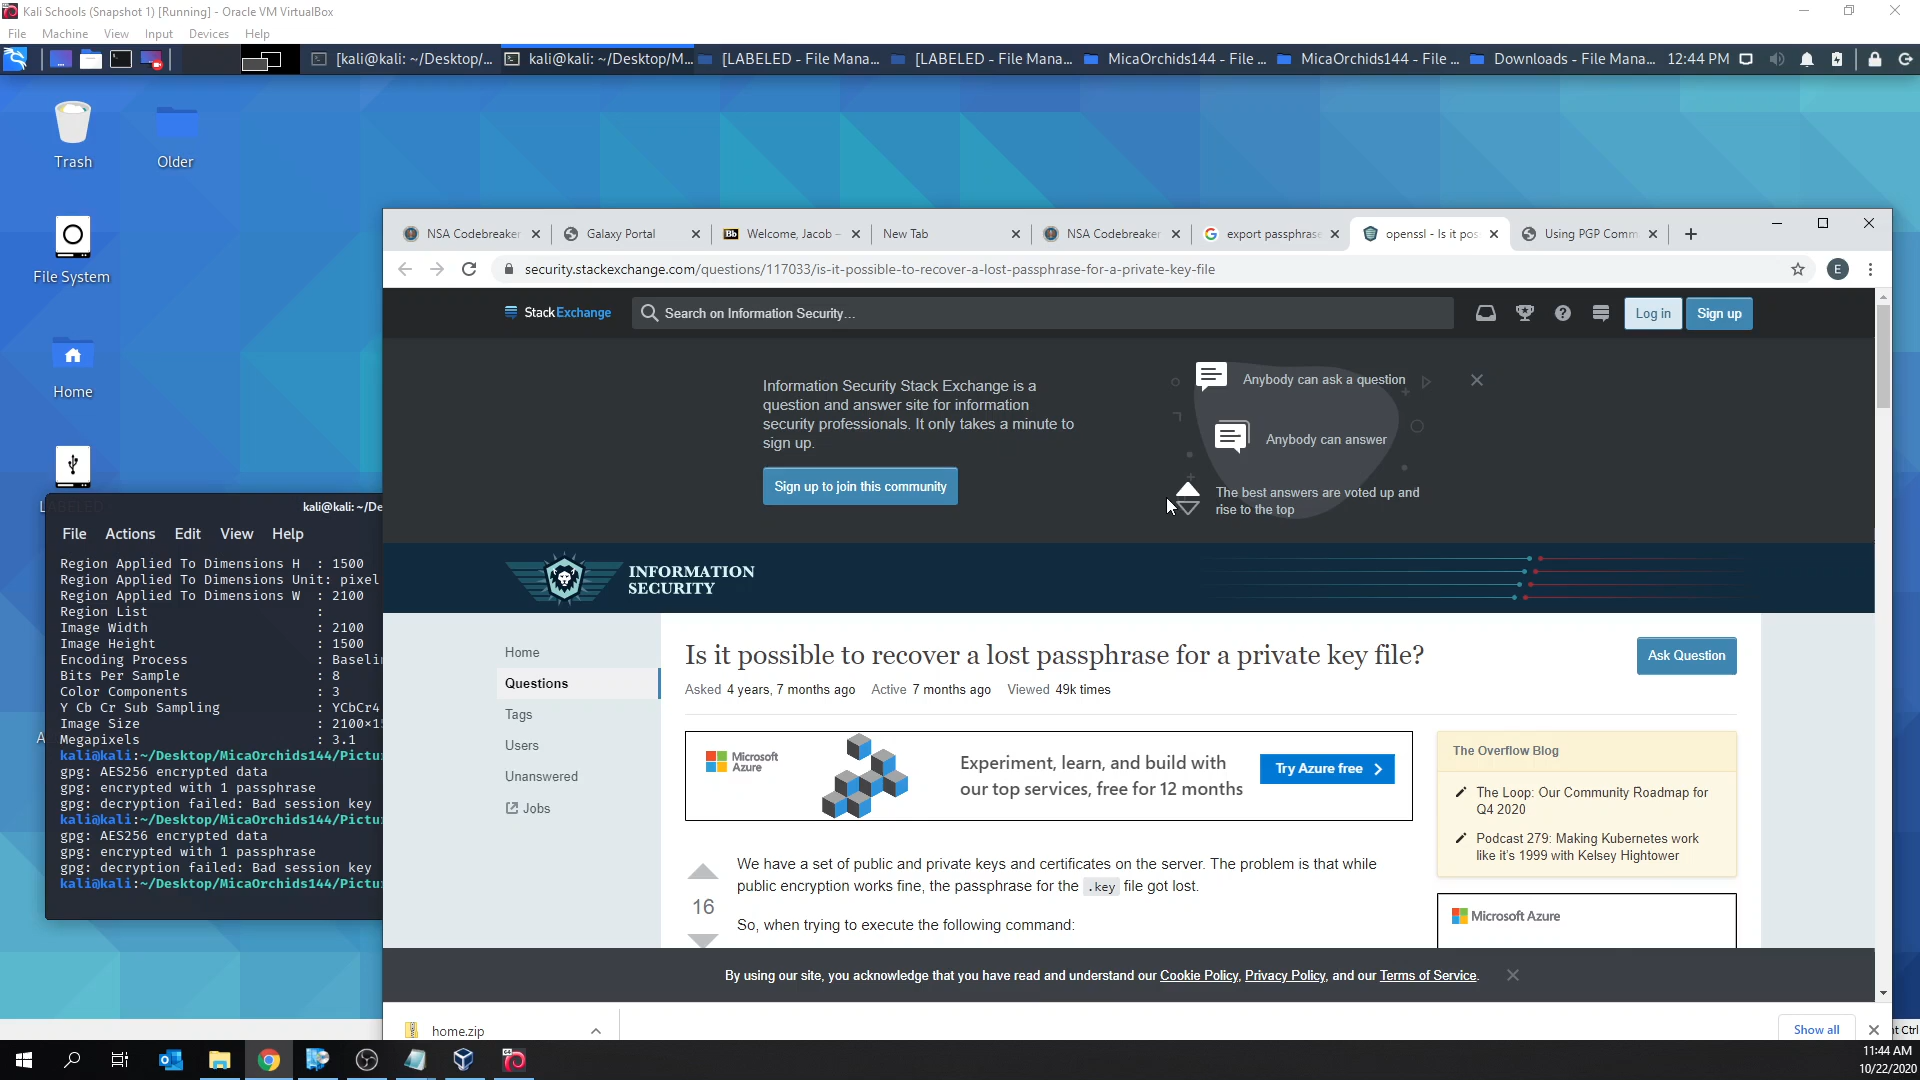 Kali Schools (Snapshot 1) [Running] - Oracle VM VirtualBox
File Machine View Input Devices Help
[kali@kali: ~/Desktop/... kali@kali: ~/Desktop/M... [LABELED - File Mana... [LABELED - File Mana... MicaOrchids144 - File ... MicaOrchids144 - File ... Downloads - File Mana... 12:44 PM
Trash
Older
File System
Home
NSA Codebreaker
Galaxy Portal
Bb Welcome, Jacob –
New Tab
NSA Codebreaker
export passphrase
openssl - Is it pos
Using PGP Comm
security.stackexchange.com/questions/117033/is-it-possible-to-recover-a-lost-passphrase-for-a-private-key-file
E
StackExchange
Search on Information Security...
Log in
Sign up
Information Security Stack Exchange is a
question and answer site for information
security professionals. It only takes a minute to
sign up.
Sign up to join this community
Anybody can ask a question
Anybody can answer
The best answers are voted up and
rise to the top
INFORMATION
SECURITY
kali@kali: ~/De
File Actions Edit View Help
Region Applied To Dimensions H : 1500
Region Applied To Dimensions Unit: pixel
Region Applied To Dimensions W : 2100
Region List :
Image Width : 2100
Image Height : 1500
Encoding Process : Baseli
Bits Per Sample : 8
Color Components : 3
Y Cb Cr Sub Sampling : YCbCr4
Image Size : 2100×1
Megapixels : 3.1
kali@kali:~/Desktop/MicaOrchids144/Pictu
gpg: AES256 encrypted data
gpg: encrypted with 1 passphrase
gpg: decryption failed: Bad session key
kali@kali:~/Desktop/MicaOrchids144/Pictu
gpg: AES256 encrypted data
gpg: encrypted with 1 passphrase
gpg: decryption failed: Bad session key
kali@kali:~/Desktop/MicaOrchids144/Pictu
Home
Questions
Tags
Users
Unanswered
Jobs
Is it possible to recover a lost passphrase for a private key file?
Ask Question
Asked 4 years, 7 months ago Active 7 months ago Viewed 49k times
Microsoft
Azure
Experiment, learn, and build with
our top services, free for 12 months
Try Azure free
The Overflow Blog
The Loop: Our Community Roadmap for
Q4 2020
Podcast 279: Making Kubernetes work
like it's 1999 with Kelsey Hightower
We have a set of public and private keys and certificates on the server. The problem is that while
public encryption works fine, the passphrase for the .key file got lost.
16
So, when trying to execute the following command:
Microsoft Azure
By using our site, you acknowledge that you have read and understand our Cookie Policy, Privacy Policy, and our Terms of Service.
home.zip
Show all
nt Ctrl
11:44 AM
10/22/2020